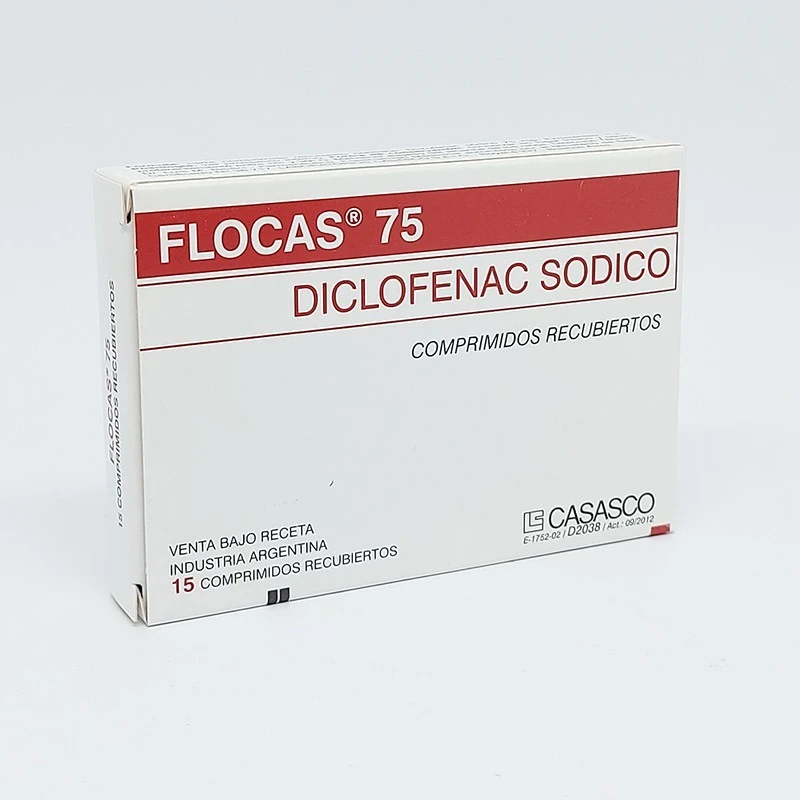 FLOCAS® 75
DICLOFENAC SODICO
COMPRIMIDOS RECUBIERTOS
VENTA BAJO RECETA
INDUSTRIA ARGENTINA
15 COMPRIMIDOS RECUBIERTOS
CASASCO
E-1752-02 / D2038 / Act.: 09/2012
FLOCAS® 75
15 COMPRIMIDOS RECUBIERTOS